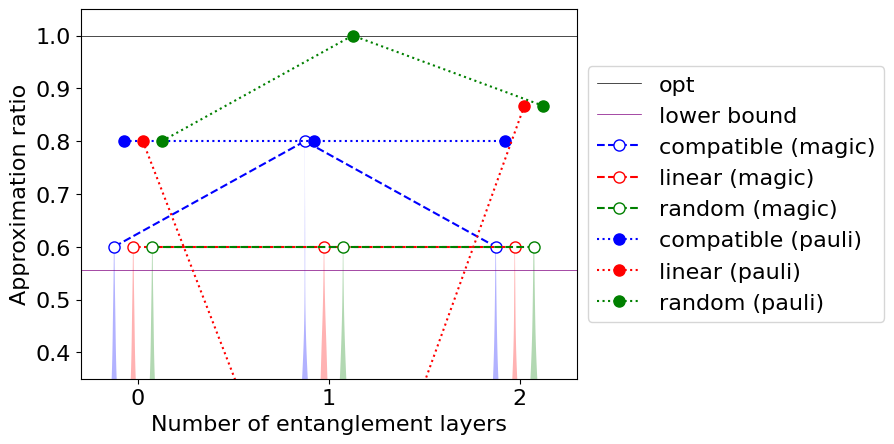 1.0
0.9
0.8
0.7
0.6
0.5
0.4
Approximation ratio
0 1 2
Number of entanglement layers
opt
lower bound
compatible (magic)
linear (magic)
random (magic)
compatible (pauli)
linear (pauli)
random (pauli)